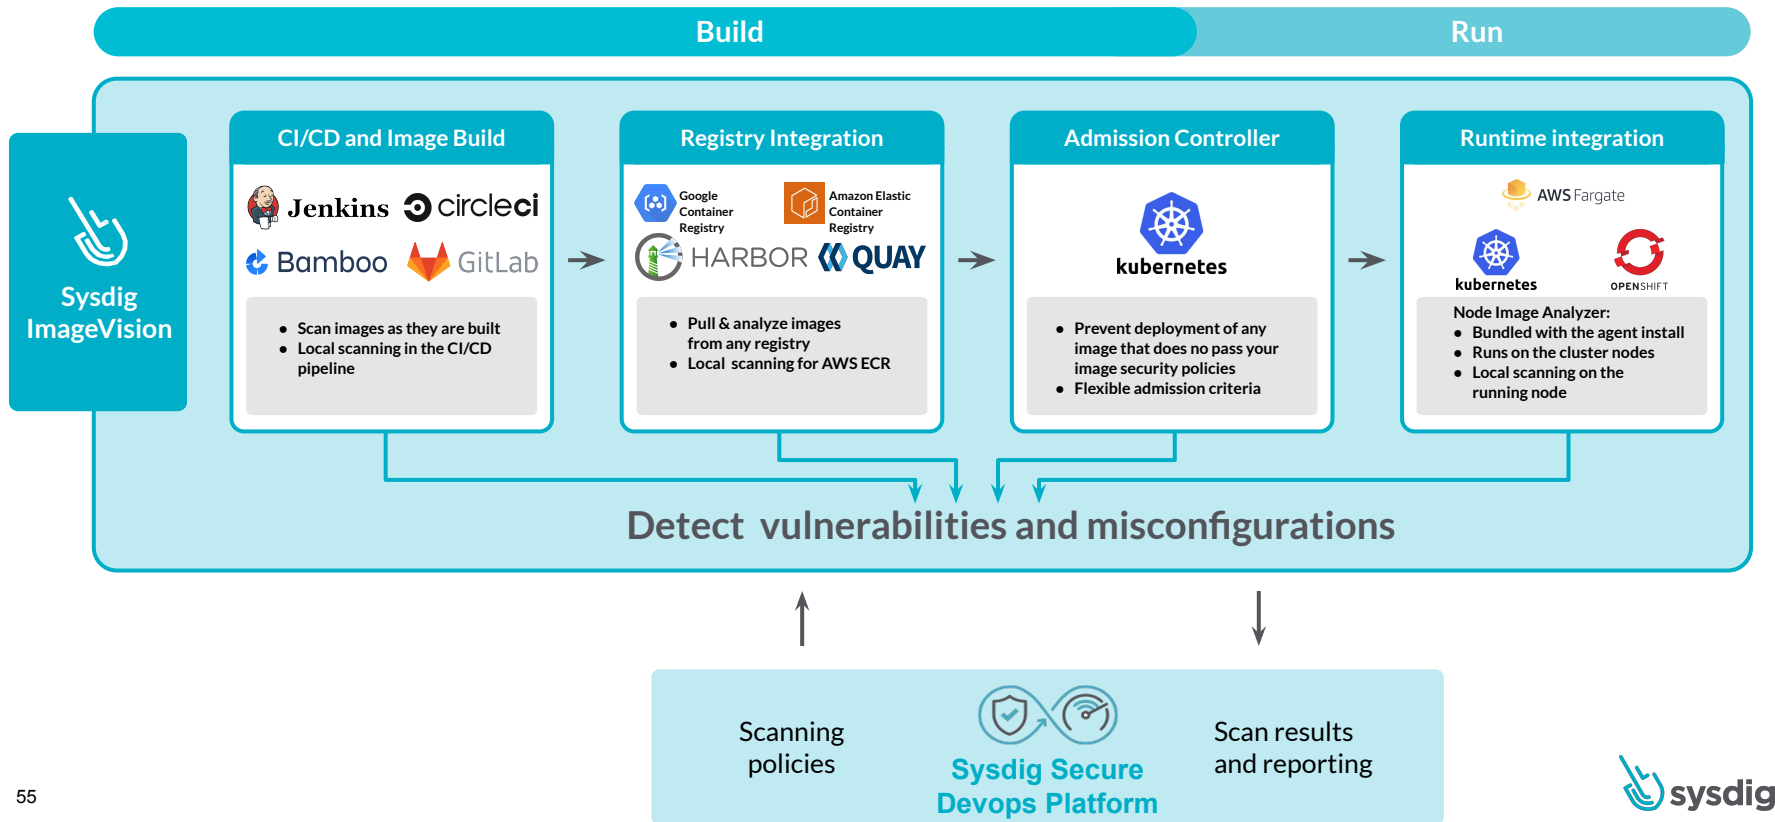 Build
Run
Sysdig
ImageVision
CI/CD and Image Build
Jenkins
circleci
Bamboo
GitLab
● Scan images as they are built
● Local scanning in the CI/CD
pipeline
Registry Integration
Google
Container
Registry
Amazon Elastic
Container
Registry
HARBOR
QUAY
● Pull & analyze images
from any registry
● Local scanning for AWS ECR
Admission Controller
kubernetes
● Prevent deployment of any
image that does no pass your
image security policies
● Flexible admission criteria
Runtime integration
AWS Fargate
kubernetes
OPENSHIFT
Node Image Analyzer:
● Bundled with the agent install
● Runs on the cluster nodes
● Local scanning on the
running node
Detect vulnerabilities and misconfigurations
Scanning
policies
Sysdig Secure
Devops Platform
Scan results
and reporting
55
sysdig